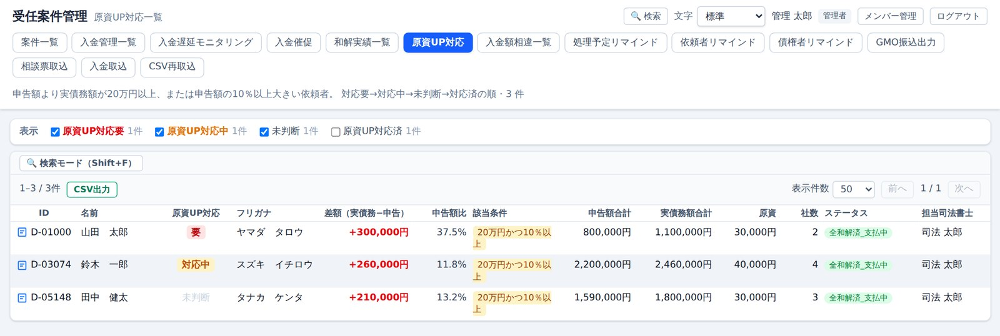 受任案件管理 原資UP対応一覧 🔍 検索 文字 標準 管理 太郎 管理者 メンバー管理 ログアウト
案件一覧 入金管理一覧 入金遅延モニタリング 入金催促 和解実績一覧 原資UP対応 入金額相違一覧 処理予定リマインド 依頼者リマインド 債権者リマインド GMO振込出力
相談票取込 入金取込 CSV再取込
申告額より実債務額が20万円以上、または申告額の10％以上大きい依頼者。 対応要→対応中→未判断→対応済の順・3 件
表示 原資UP対応要 1件 原資UP対応中 1件 未判断 1件 原資UP対応済 1件
🔍 検索モード（Shift+F）
1–3 / 3件 CSV出力 表示件数 50 前へ 1 / 1 次へ
ID 名前 原資UP対応 フリガナ 差額（実債務−申告） 申告額比 該当条件 申告額合計 実債務額合計 原資 社数 ステータス 担当司法書士
D-01000 山田　太郎 要 ヤマダ　タロウ +300,000円 37.5% 20万円かつ10％以上 800,000円 1,100,000円 30,000円 2 全和解済_支払中 司法 太郎
D-03074 鈴木　一郎 対応中 スズキ　イチロウ +260,000円 11.8% 20万円かつ10％以上 2,200,000円 2,460,000円 40,000円 4 全和解済_支払中 司法 太郎
D-05148 田中　健太 未判断 タナカ　ケンタ +210,000円 13.2% 20万円かつ10％以上 1,590,000円 1,800,000円 30,000円 3 全和解済_支払中 司法 太郎